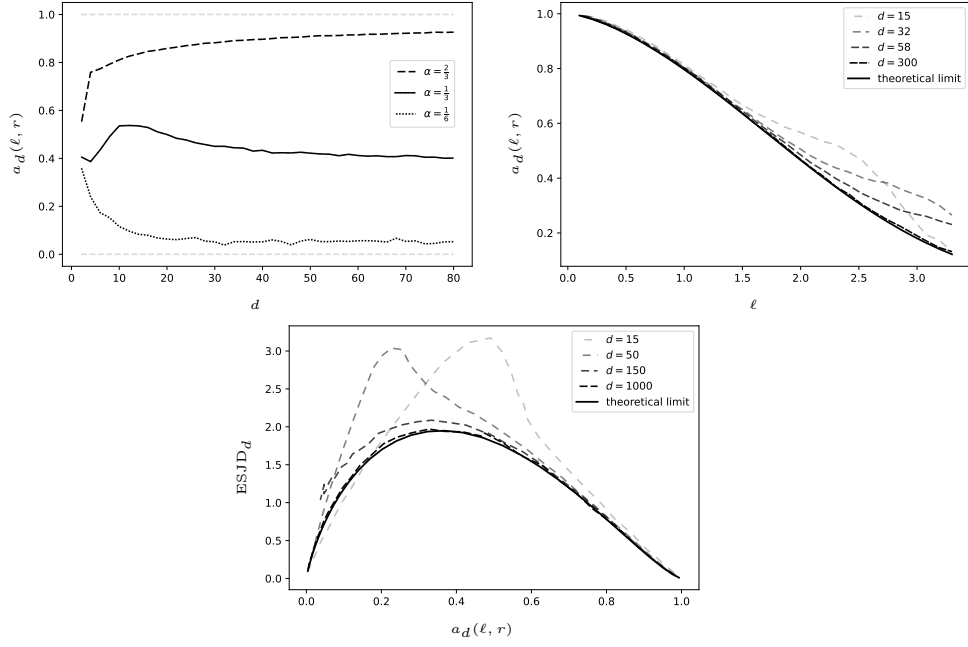 1.0
0.8
0.6
0.4
0.2
0.0
a_d(ℓ, r)
α = 2/3
α = 1/3
α = 1/6
0 10 20 30 40 50 60 70 80
d
1.0
0.8
0.6
0.4
0.2
a_d(ℓ, r)
d = 15
d = 32
d = 58
d = 300
theoretical limit
0.0 0.5 1.0 1.5 2.0 2.5 3.0
ℓ
3.0
2.5
2.0
1.5
1.0
0.5
0.0
ESJD_d
d = 15
d = 50
d = 150
d = 1000
theoretical limit
0.0 0.2 0.4 0.6 0.8 1.0
a_d(ℓ, r)